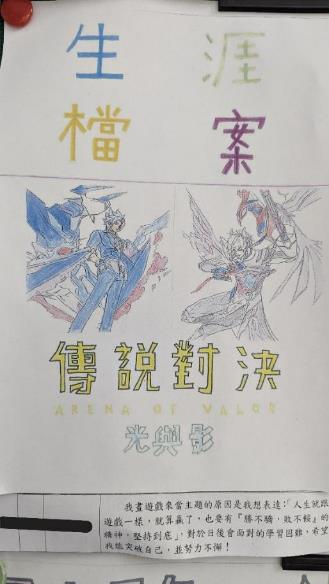 生 涯
檔 案
傳說對決
ARENA OF VALOR
光與影
我畫遊戲來當主題的原因是我想表達:「人生就跟
遊戲一樣，就算贏了，也要有『勝不驕，敗不餒』的
精神，堅持到底」，對於日後會面對的學習困難，希望
我能突破自己，並努力不懈!